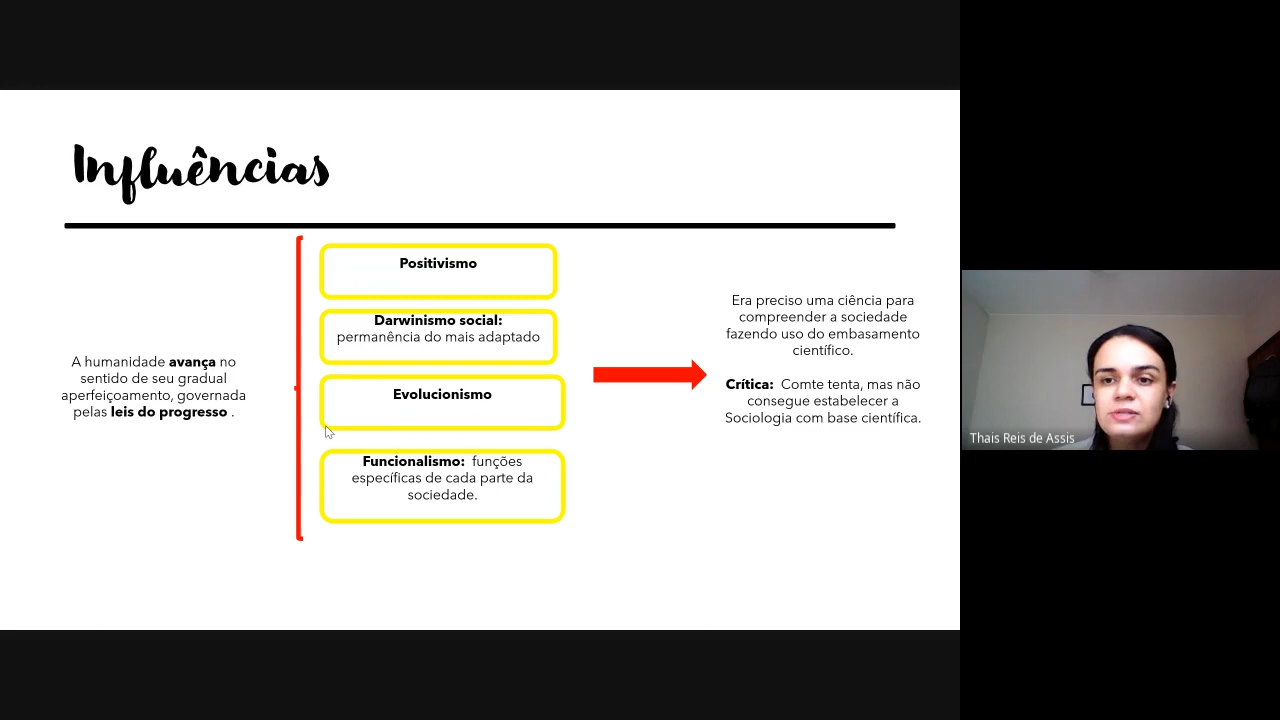 Influências
A humanidade avança no
sentido de seu gradual
aperfeiçoamento, governada
pelas leis do progresso .
Positivismo
Darwinismo social:
permanência do mais adaptado
Evolucionismo
Funcionalismo: funções
específicas de cada parte da
sociedade.
Era preciso uma ciência para
compreender a sociedade
fazendo uso do embasamento
científico.
Crítica: Comte tenta, mas não
consegue estabelecer a
Sociologia com base científica.
Thais Reis de Assis